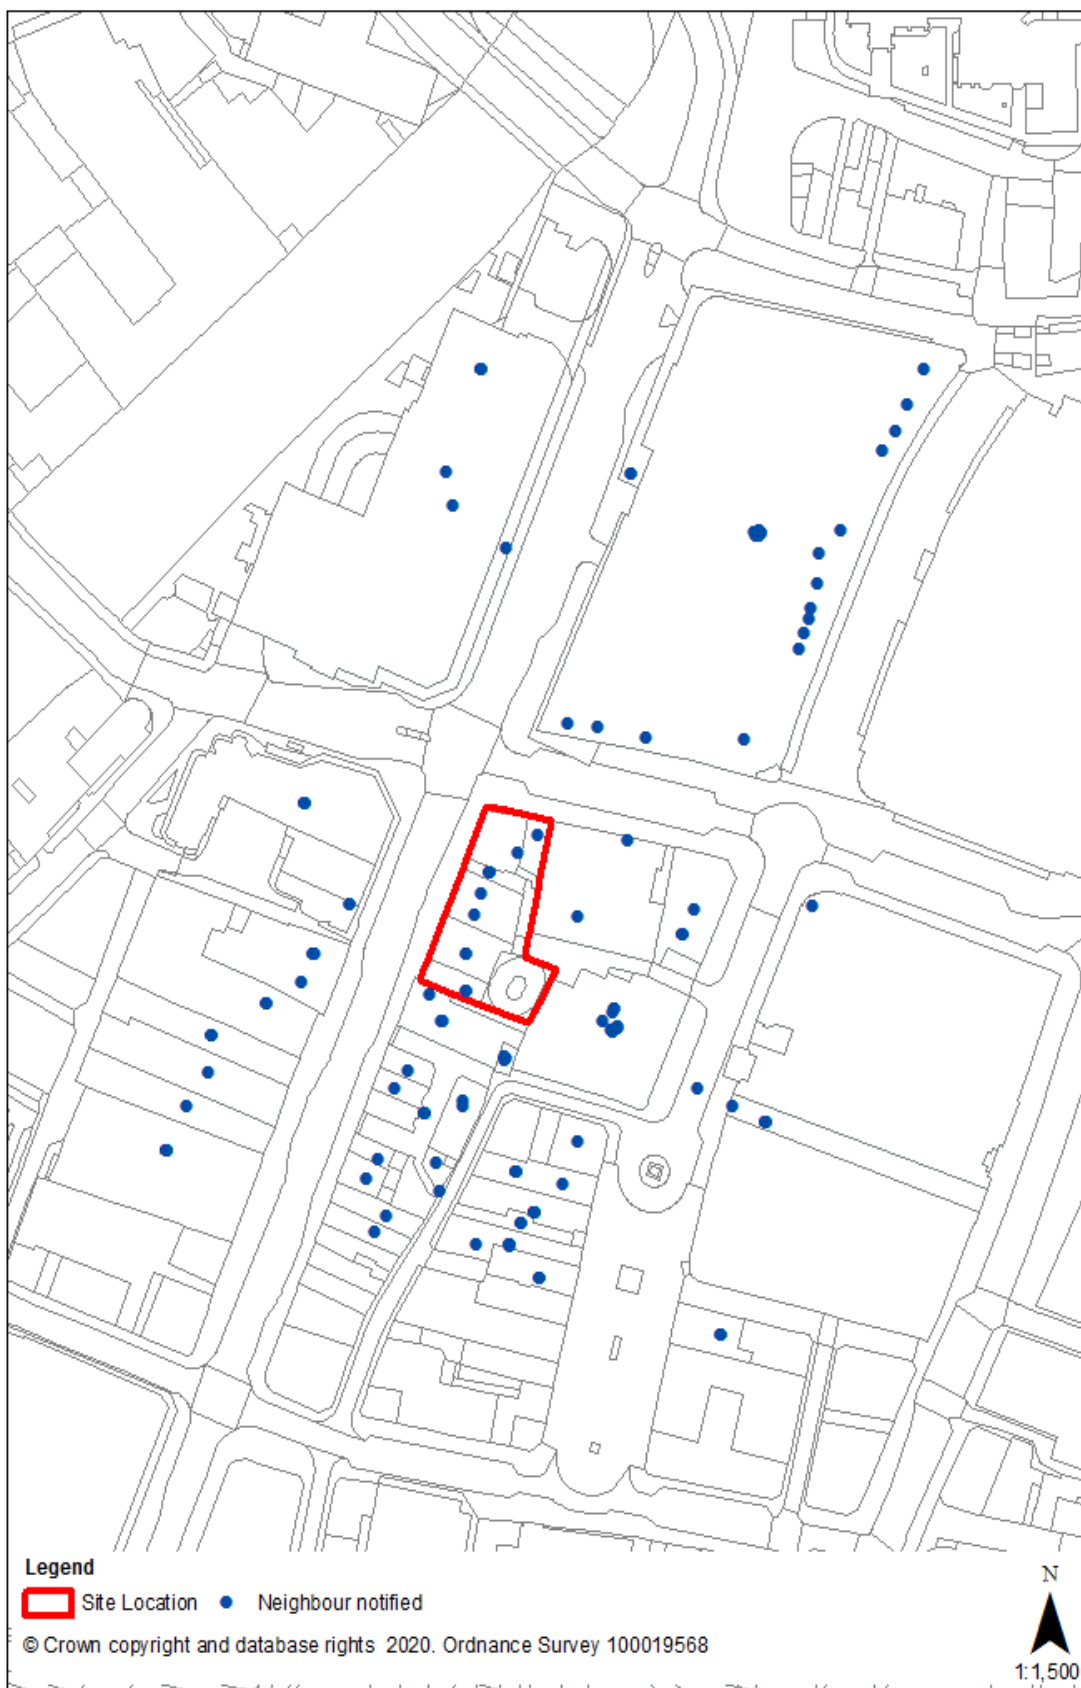 Legend
Site Location
Neighbour notified
© Crown copyright and database rights 2020. Ordnance Survey 100019568
N
1:1,500